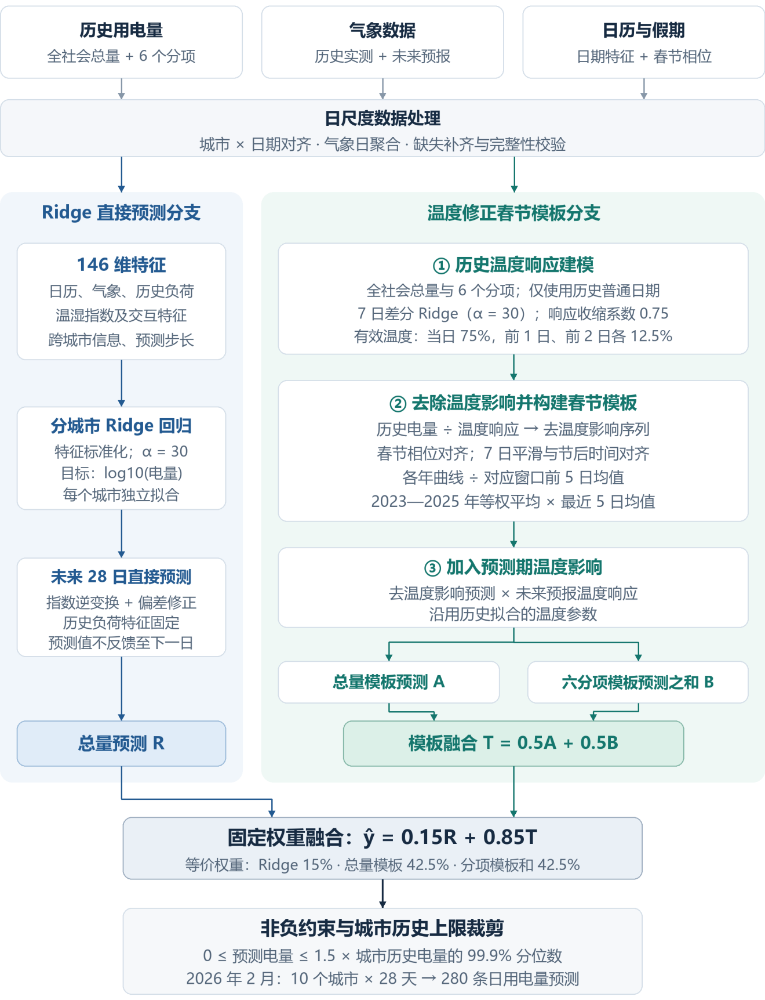 历史用电量
全社会总量 + 6 个分项
气象数据
历史实测 + 未来预报
日历与假期
日期特征 + 春节相位
日尺度数据处理
城市 × 日期对齐 · 气象日聚合 · 缺失补齐与完整性校验
Ridge 直接预测分支
146 维特征
日历、气象、历史负荷
温湿指数及交互特征
跨城市信息、预测步长
分城市 Ridge 回归
特征标准化；α = 30
目标：log10(电量)
每个城市独立拟合
未来 28 日直接预测
指数逆变换 + 偏差修正
历史负荷特征固定
预测值不反馈至下一日
总量预测 R
温度修正春节模板分支
① 历史温度响应建模
全社会总量与 6 个分项；仅使用历史普通日期
7 日差分 Ridge（α = 30）；响应收缩系数 0.75
有效温度：当日 75%，前 1 日、前 2 日各 12.5%
② 去除温度影响并构建春节模板
历史电量 ÷ 温度响应 → 去温度影响序列
春节相位对齐；7 日平滑与节后时间对齐
各年曲线 ÷ 对应窗口前 5 日均值
2023—2025 年等权平均 × 最近 5 日均值
③ 加入预测期温度影响
去温度影响预测 × 未来预报温度响应
沿用历史拟合的温度参数
总量模板预测 A
六分项模板预测之和 B
模板融合 T = 0.5A + 0.5B
固定权重融合：ŷ = 0.15R + 0.85T
等价权重：Ridge 15% · 总量模板 42.5% · 分项模板和 42.5%
非负约束与城市历史上限裁剪
0 ≤ 预测电量 ≤ 1.5 × 城市历史电量的 99.9% 分位数
2026 年 2 月：10 个城市 × 28 天 → 280 条日用电量预测